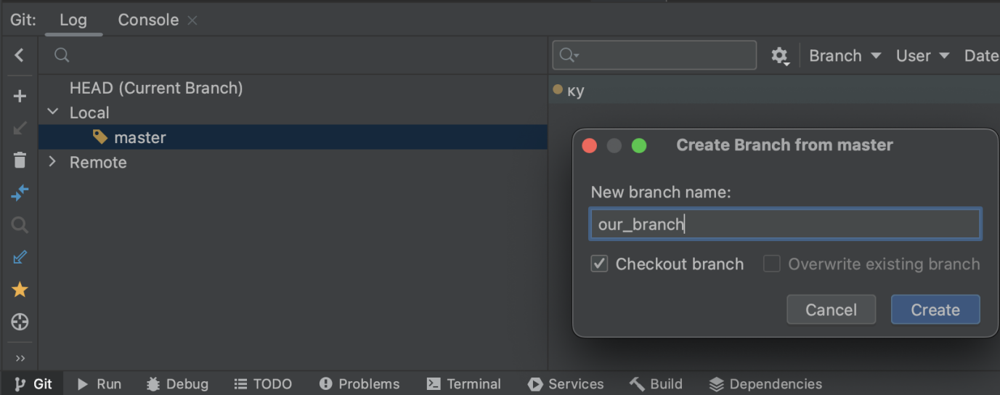 Git: Log Console
Branch User Date
HEAD (Current Branch)
Local
master
Remote
ку
Create Branch from master
New branch name:
our_branch
Checkout branch Overwrite existing branch
Cancel Create
Git Run Debug TODO Problems Terminal Services Build Dependencies